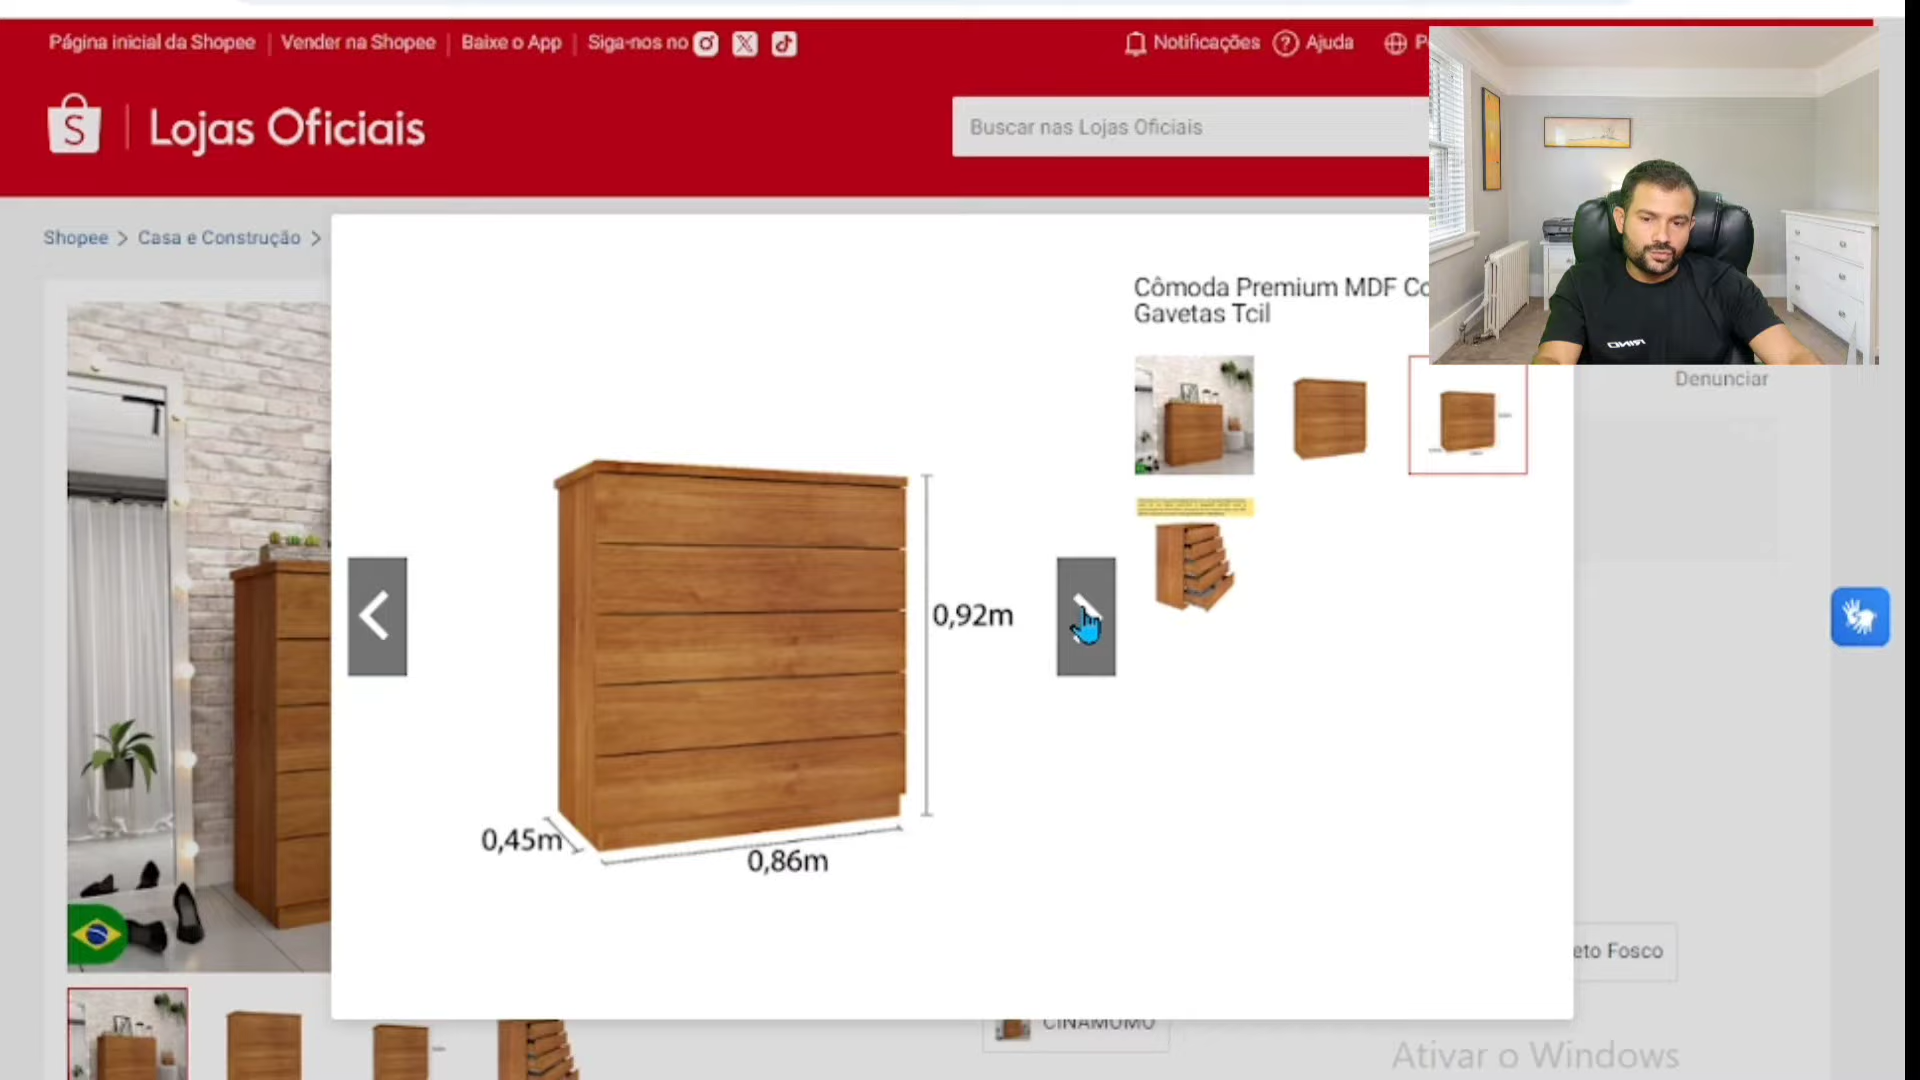 Página inicial da Shopee
Vender na Shopee
Baixe o App
Siga-nos no
Notificações
Ajuda
P
S
Lojas Oficiais
Buscar nas Lojas Oficiais
Shopee > Casa e Construção >
Cômoda Premium MDF Co
Gavetas Tcil
Denunciar
0,92m
0,45m
0,86m
eto Fosco
CINAMOMO
Ativar o Windows